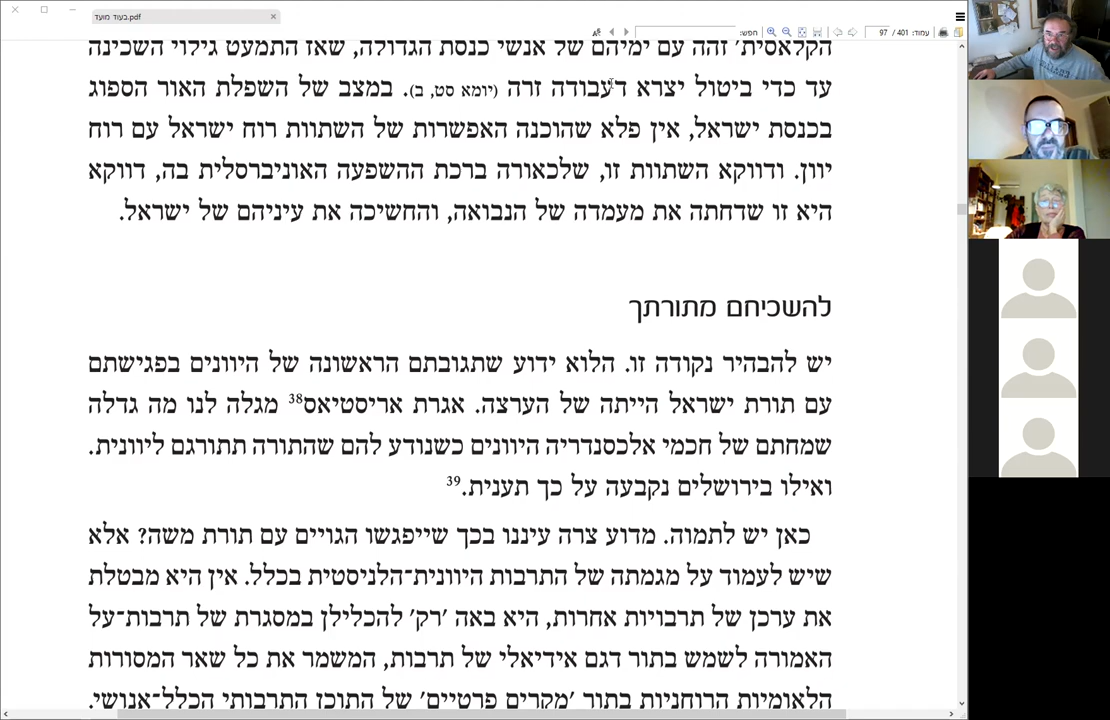 בעוד מועד.pdf
עמוד: 401 / 97
חפש:
הקלאסית' זהה עם ימיהם של אנשי כנסת הגדולה, שאז התמעט גילוי השכינה
עד כדי ביטול יצרא דעבודה זרה (יומא סט, ב). במצב של השפלת האור הספוג
בכנסת ישראל, אין פלא שהוכנה האפשרות של השתוות רוח ישראל עם רוח
יוון. ודווקא השתוות זו, שלכאורה ברכת ההשפעה האוניברסלית בה, דווקא
היא זו שדחתה את מעמדה של הנבואה, והחשיכה את עיניהם של ישראל.
להשכיחם מתורתך
יש להבהיר נקודה זו. הלוא ידוע שתגובתם הראשונה של היוונים בפגישתם
עם תורת ישראל הייתה של הערצה. אגרת אריסטיאס38 מגלה לנו מה גדלה
שמחתם של חכמי אלכסנדריה היוונים כשנודע להם שהתורה תתורגם ליוונית.
ואילו בירושלים נקבעה על כך תענית.39
כאן יש לתמוה. מדוע צרה עיננו בכך שייפגשו הגויים עם תורת משה? אלא
שיש לעמוד על מגמתה של התרבות היוונית־הלניסטית בכלל. אין היא מבטלת
את ערכן של תרבויות אחרות, היא באה 'רק' להכלילן במסגרת של תרבות־על
האמורה לשמש בתור דגם אידיאלי של תרבות, המשמר את כל שאר המסורות
הלאומיות הרוחניות בתור 'מקרים פרטיים' של התוכן התרבותי הכלל־אנושי.